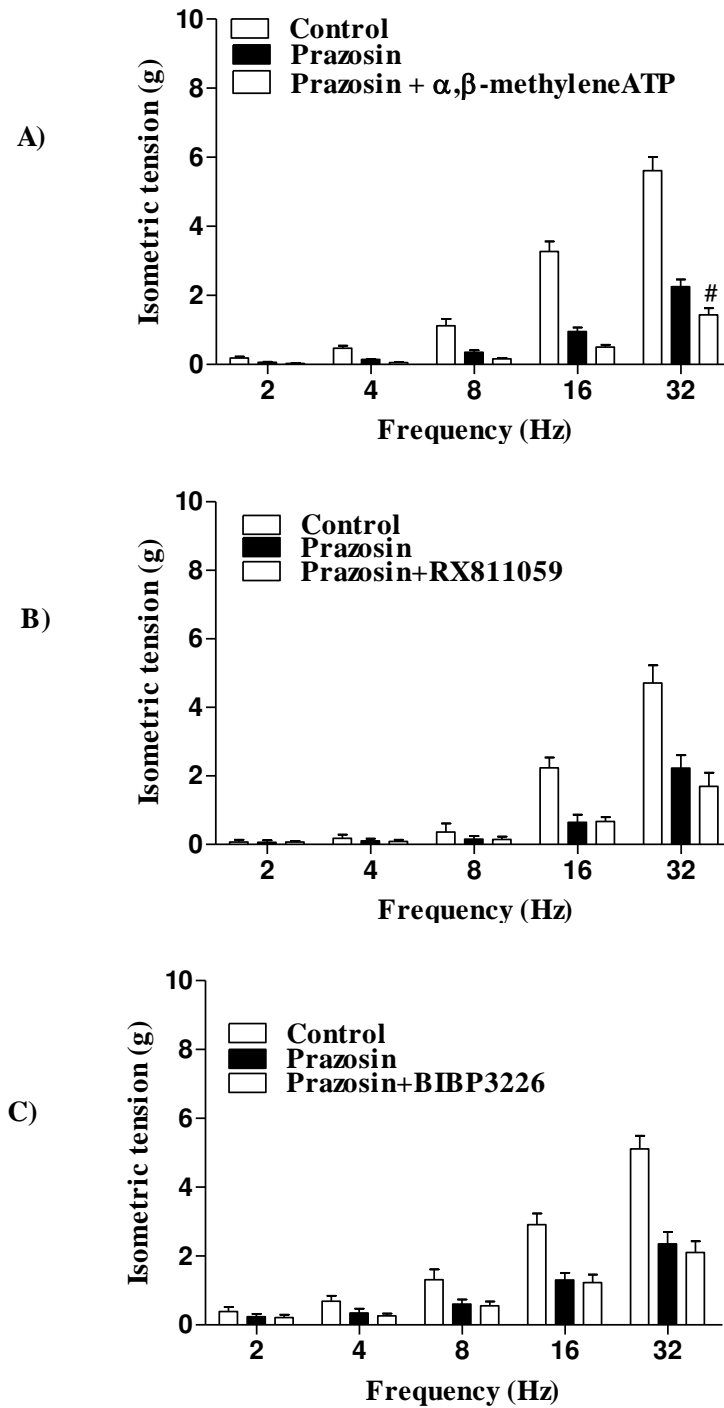 A)
Isometric tension (g)
10
8
6
4
2
0
Control
Prazosin
Prazosin + α,β-methyleneATP
#
2 4 8 16 32
Frequency (Hz)
B)
Isometric tension (g)
10
8
6
4
2
0
Control
Prazosin
Prazosin+RX811059
2 4 8 16 32
Frequency (Hz)
C)
Isometric tension (g)
10
8
6
4
2
0
Control
Prazosin
Prazosin+BIBP3226
2 4 8 16 32
Frequency (Hz)